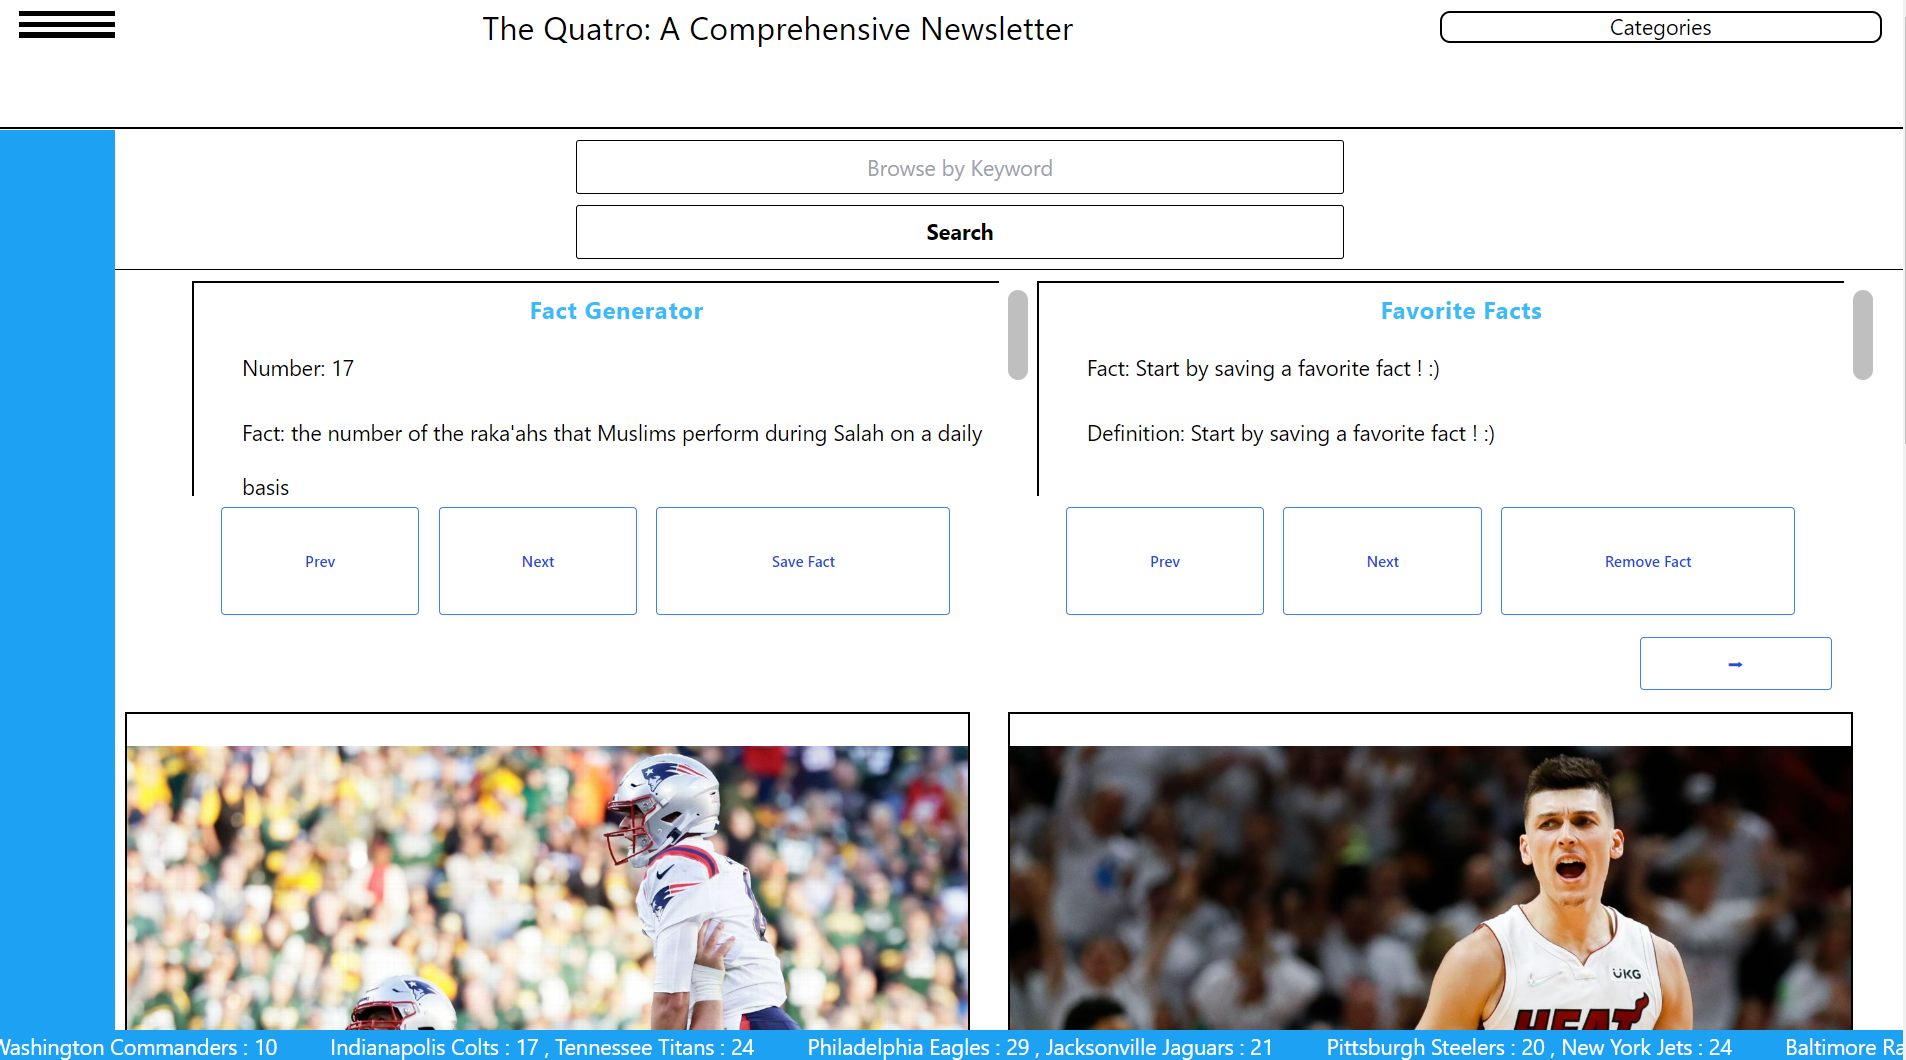 The Quatro: A Comprehensive Newsletter
Categories
Browse by Keyword
Search
Fact Generator
Number: 17
Fact: the number of the raka'ahs that Muslims perform during Salah on a daily
basis
Prev
Next
Save Fact
Favorite Facts
Fact: Start by saving a favorite fact ! :)
Definition: Start by saving a favorite fact ! :)
Prev
Next
Remove Fact
→
UKG
HEAT
Washington Commanders : 10 Indianapolis Colts : 17 , Tennessee Titans : 24 Philadelphia Eagles : 29 , Jacksonville Jaguars : 21 Pittsburgh Steelers : 20 , New York Jets : 24 Baltimore Ra